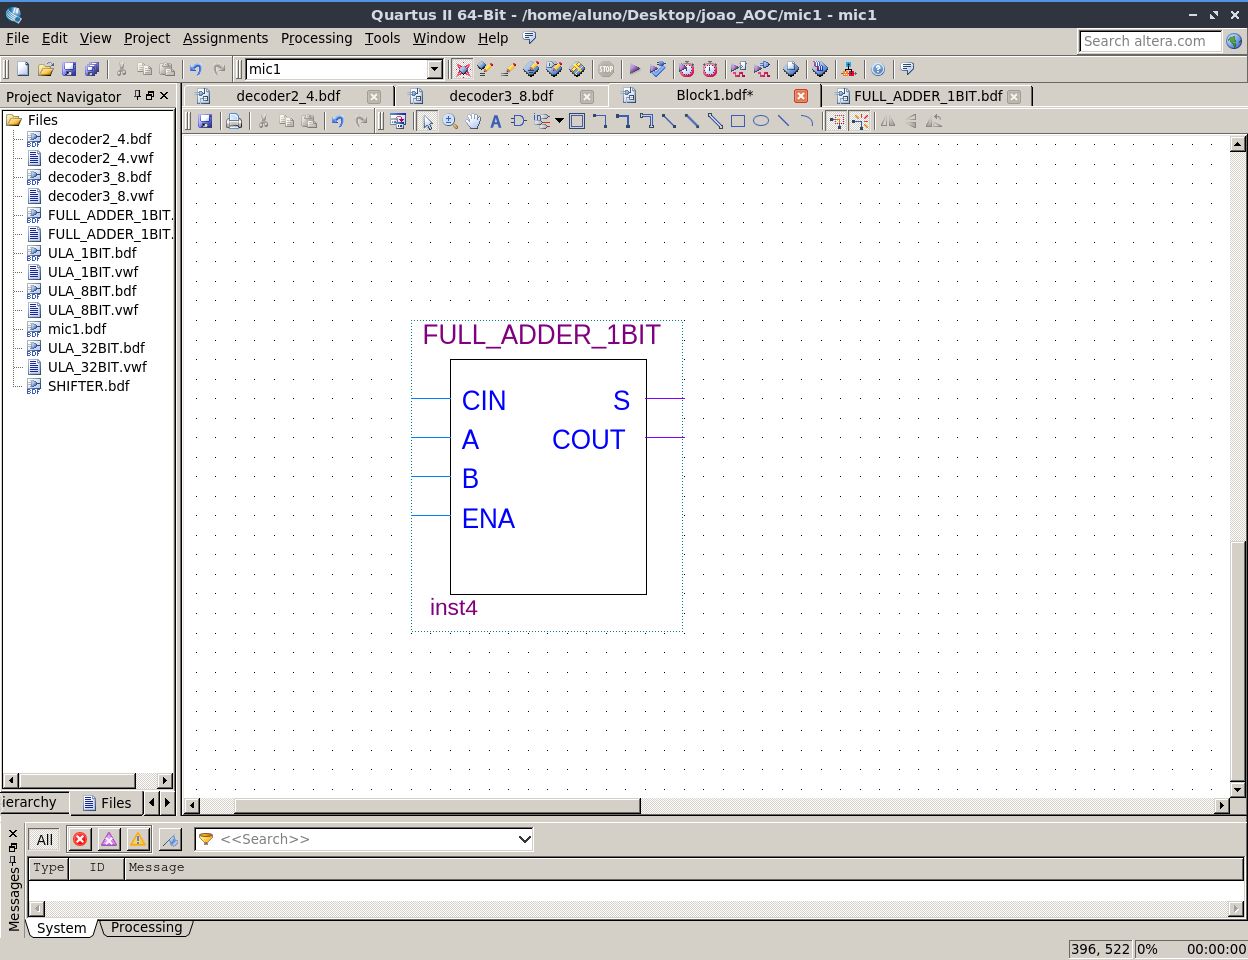 Quartus II 64-Bit - /home/aluno/Desktop/joao_AOC/mic1 - mic1
File Edit View Project Assignments Processing Tools Window Help
Search altera.com
mic1
STOP
Project Navigator
decoder2_4.bdf
decoder3_8.bdf
Block1.bdf*
FULL_ADDER_1BIT.bdf
Files
decoder2_4.bdf
decoder2_4.vwf
decoder3_8.bdf
decoder3_8.vwf
FULL_ADDER_1BIT.
FULL_ADDER_1BIT.
ULA_1BIT.bdf
ULA_1BIT.vwf
ULA_8BIT.bdf
ULA_8BIT.vwf
mic1.bdf
ULA_32BIT.bdf
ULA_32BIT.vwf
SHIFTER.bdf
FULL_ADDER_1BIT
CIN S
A COUT
B
ENA
inst4
ierarchy Files
Messages
All <<Search>>
Type ID Message
System Processing
396, 522 0% 00:00:00